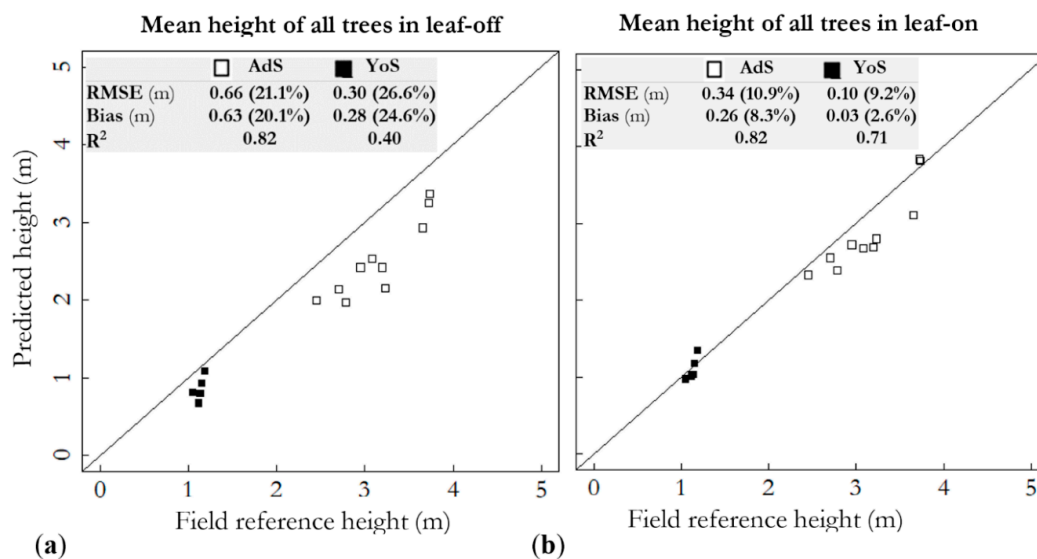 (a)
Mean height of all trees in leaf-off
AdS YoS
RMSE (m) 0.66 (21.1%) 0.30 (26.6%)
Bias (m) 0.63 (20.1%) 0.28 (24.6%)
R² 0.82 0.40
Predicted height (m)
5
4
3
2
1
0
0 1 2 3 4 5
Field reference height (m)
(a)
b)
Mean height of all trees in leaf-on
AdS YoS
RMSE (m) 0.34 (10.9%) 0.10 (9.2%)
Bias (m) 0.26 (8.3%) 0.03 (2.6%)
R² 0.82 0.71
0 1 2 3 4 5
Field reference height (m)
(b)